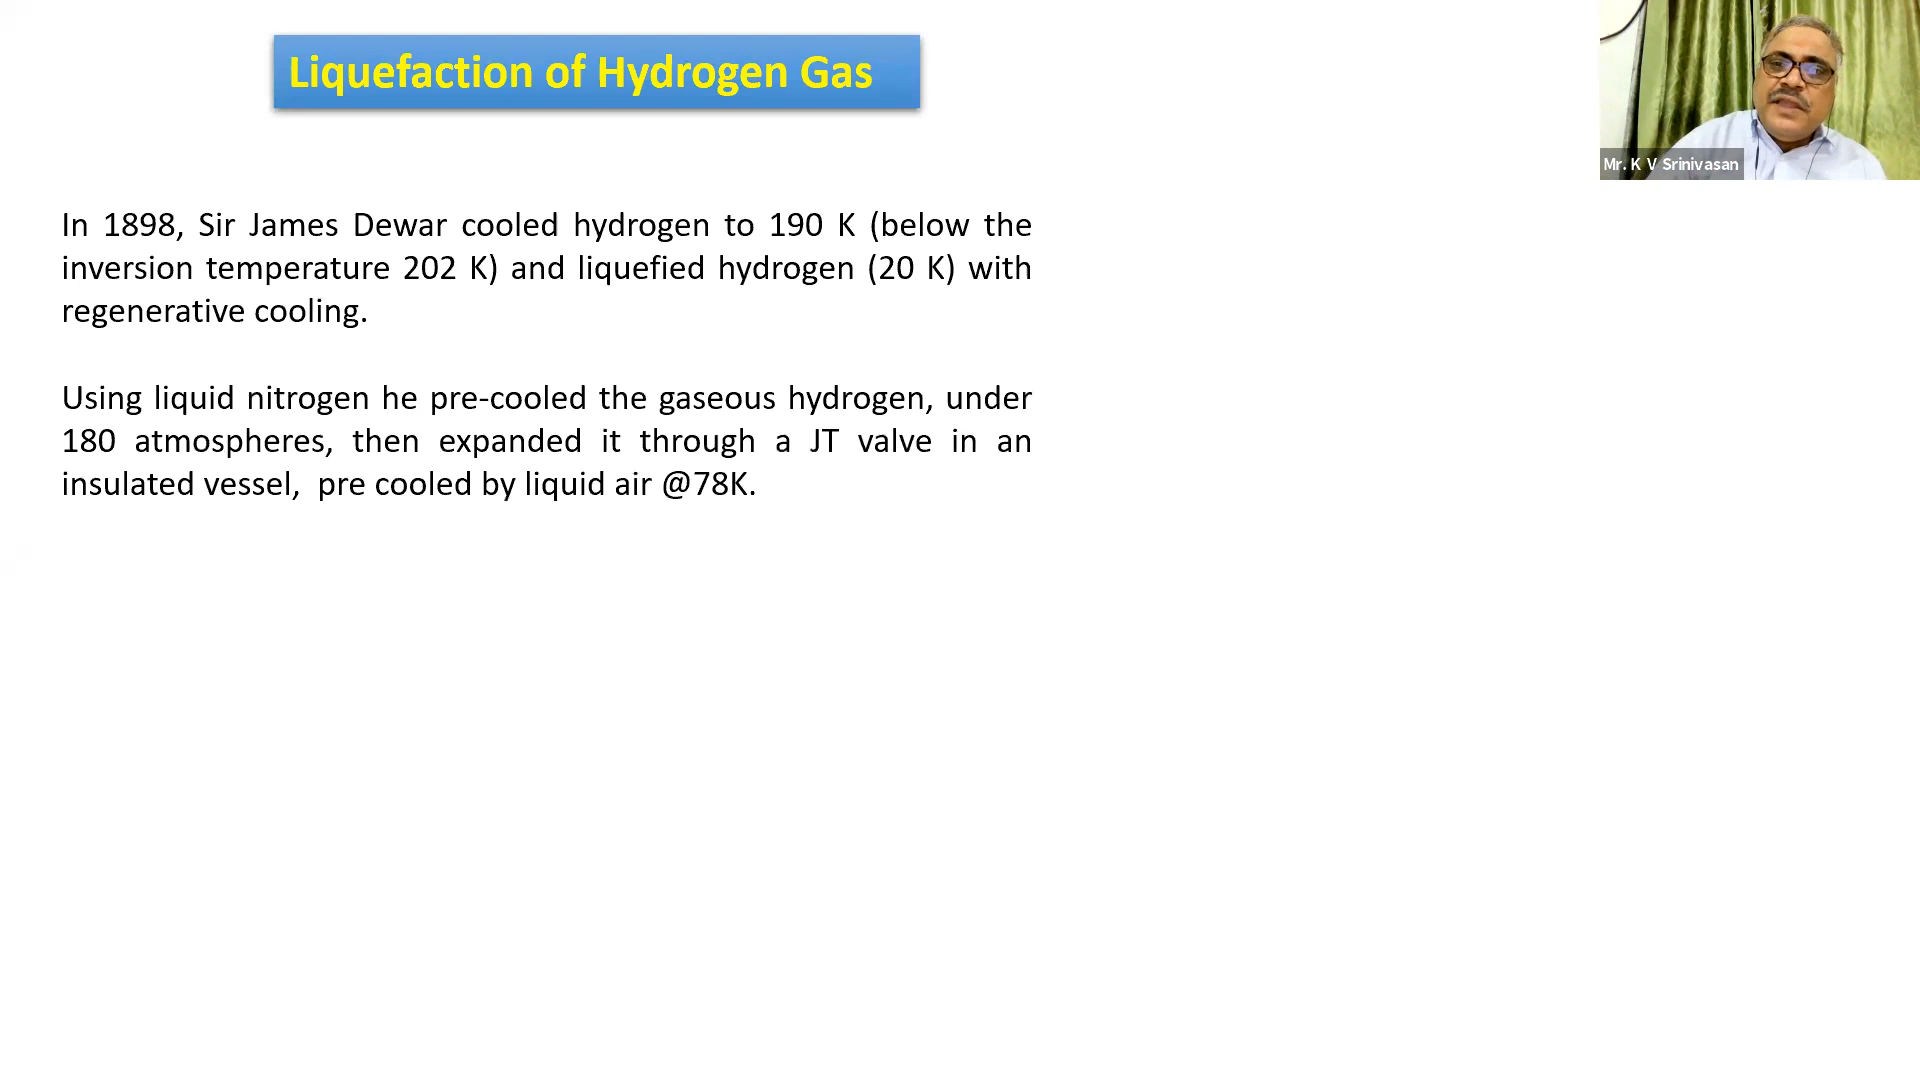 Liquefaction of Hydrogen Gas
Mr. K V Srinivasan
In 1898, Sir James Dewar cooled hydrogen to 190 K (below the
inversion temperature 202 K) and liquefied hydrogen (20 K) with
regenerative cooling.
Using liquid nitrogen he pre-cooled the gaseous hydrogen, under
180 atmospheres, then expanded it through a JT valve in an
insulated vessel, pre cooled by liquid air @78K.